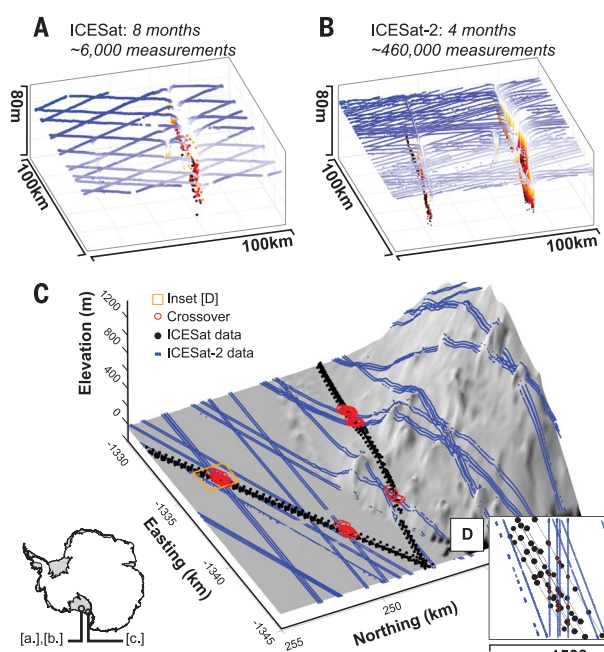 A ICESat: 8 months
~6,000 measurements
80m
100km
100km
B ICESat-2: 4 months
~460,000 measurements
80m
100km
100km
C
Inset [D]
Crossover
ICESat data
ICESat-2 data
Elevation (m)
1200
800
400
0
-1330
-1335
-1340
-1345
Easting (km)
255
250
Northing (km)
D
[a.],[b.]
[c.]